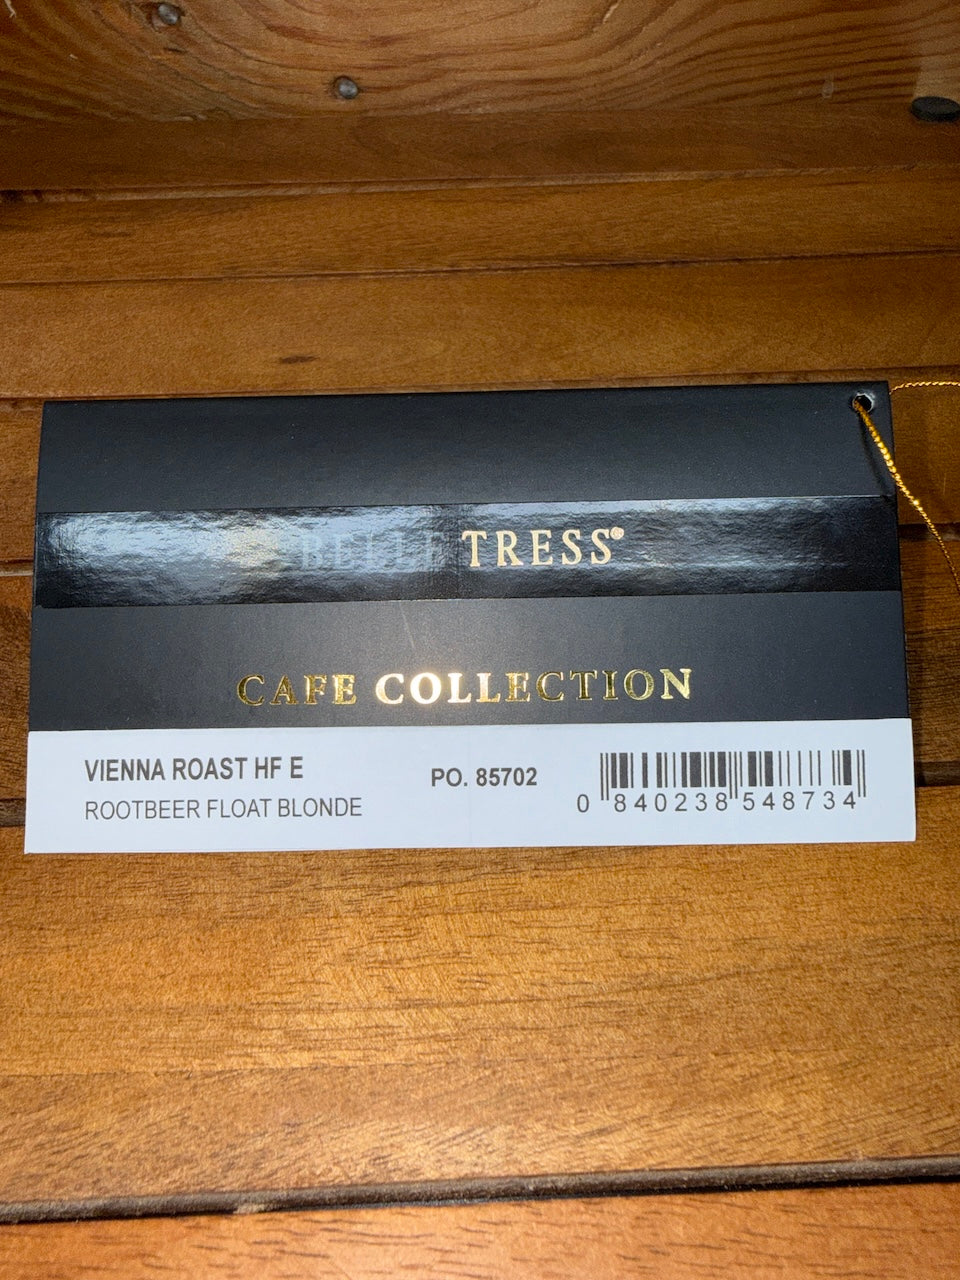 BELLE TRESS®
CAFE COLLECTION
VIENNA ROAST HF E
ROOTBEER FLOAT BLONDE
PO. 85702
0 840238 548734